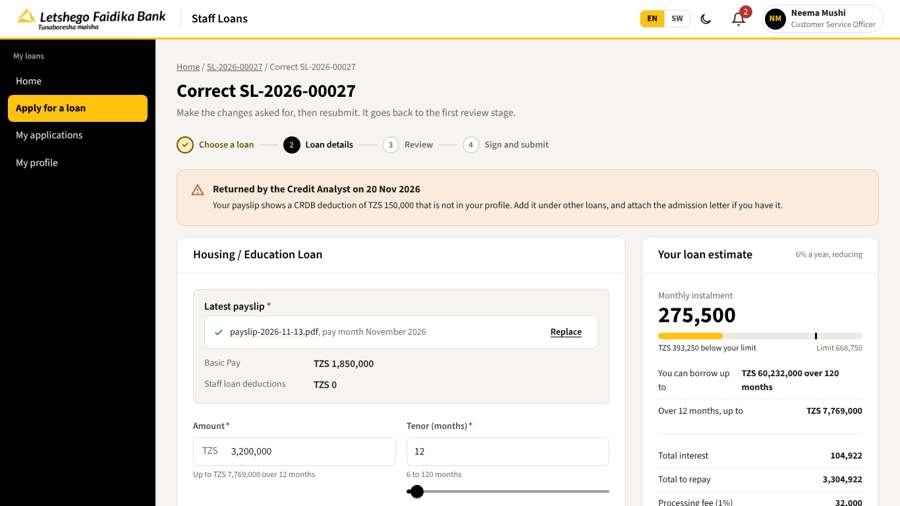 Letshego Faidika Bank
Tunaboresha maisha
Staff Loans
EN SW
2
NM
Neema Mushi
Customer Service Officer
My loans
Home
Apply for a loan
My applications
My profile
Home / SL-2026-00027 / Correct SL-2026-00027
Correct SL-2026-00027
Make the changes asked for, then resubmit. It goes back to the first review stage.
Choose a loan
2 Loan details
3 Review
4 Sign and submit
Returned by the Credit Analyst on 20 Nov 2026
Your payslip shows a CRDB deduction of TZS 150,000 that is not in your profile. Add it under other loans, and attach the admission letter if you have it.
Housing / Education Loan
Latest payslip *
payslip-2026-11-13.pdf, pay month November 2026
Replace
Basic Pay TZS 1,850,000
Staff loan deductions TZS 0
Amount *
TZS 3,200,000
Up to TZS 7,769,000 over 12 months
Tenor (months) *
12
6 to 120 months
Your loan estimate
6% a year, reducing
Monthly instalment
275,500
TZS 393,250 below your limit
Limit 668,750
You can borrow up to
TZS 60,232,000 over 120 months
Over 12 months, up to TZS 7,769,000
Total interest 104,922
Total to repay 3,304,922
Processing fee (1%) 32,000